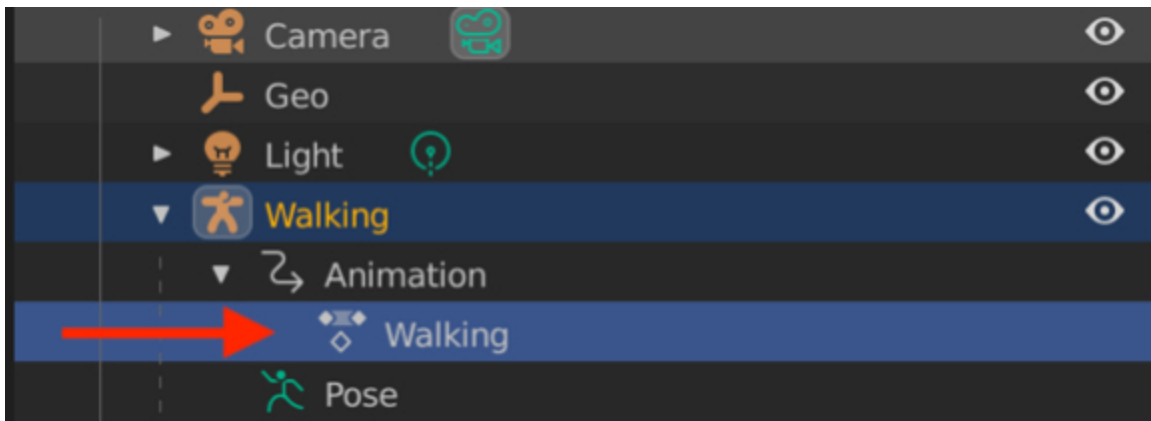 Camera
Geo
Light
Walking
Animation
Walking
Pose